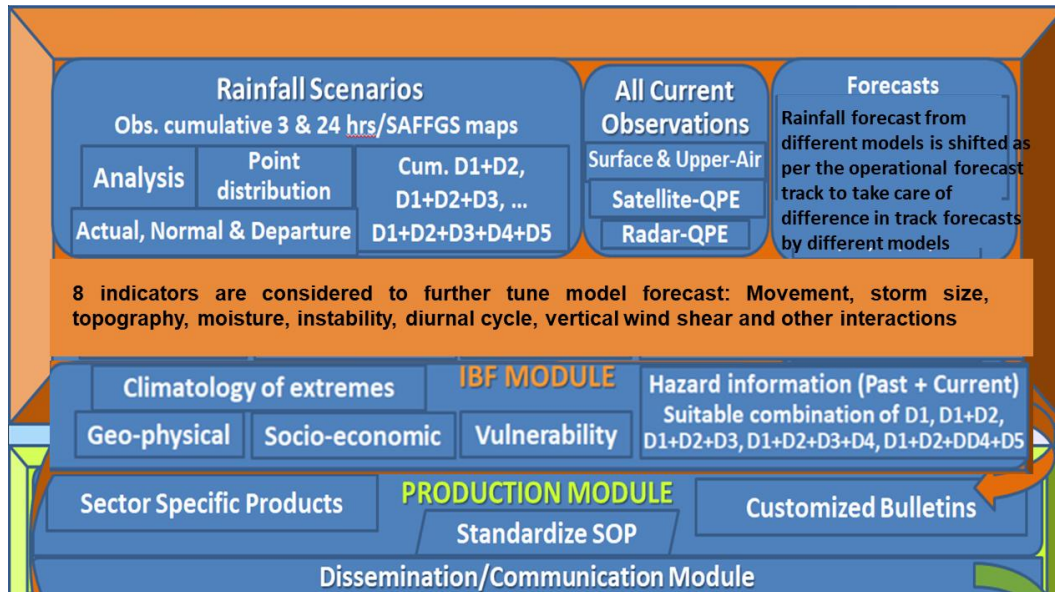 Rainfall Scenarios
Obs. cumulative 3 & 24 hrs/SAFFGS maps
Analysis
Point
distribution
Cum. D1+D2,
D1+D2+D3, ...
D1+D2+D3+D4+D5
Actual, Normal & Departure
All Current
Observations
Surface & Upper-Air
Satellite-QPE
Radar-QPE
Forecasts
Rainfall forecast from
different models is shifted as
per the operational forecast
track to take care of
difference in track forecasts
by different models
8 indicators are considered to further tune model forecast: Movement, storm size,
topography, moisture, instability, diurnal cycle, vertical wind shear and other interactions
IBF MODULE
Climatology of extremes
Geo-physical
Socio-economic
Vulnerability
Hazard information (Past + Current)
Suitable combination of D1, D1+D2,
D1+D2+D3, D1+D2+D3+D4, D1+D2+DD4+D5
PRODUCTION MODULE
Sector Specific Products
Standardize SOP
Customized Bulletins
Dissemination/Communication Module